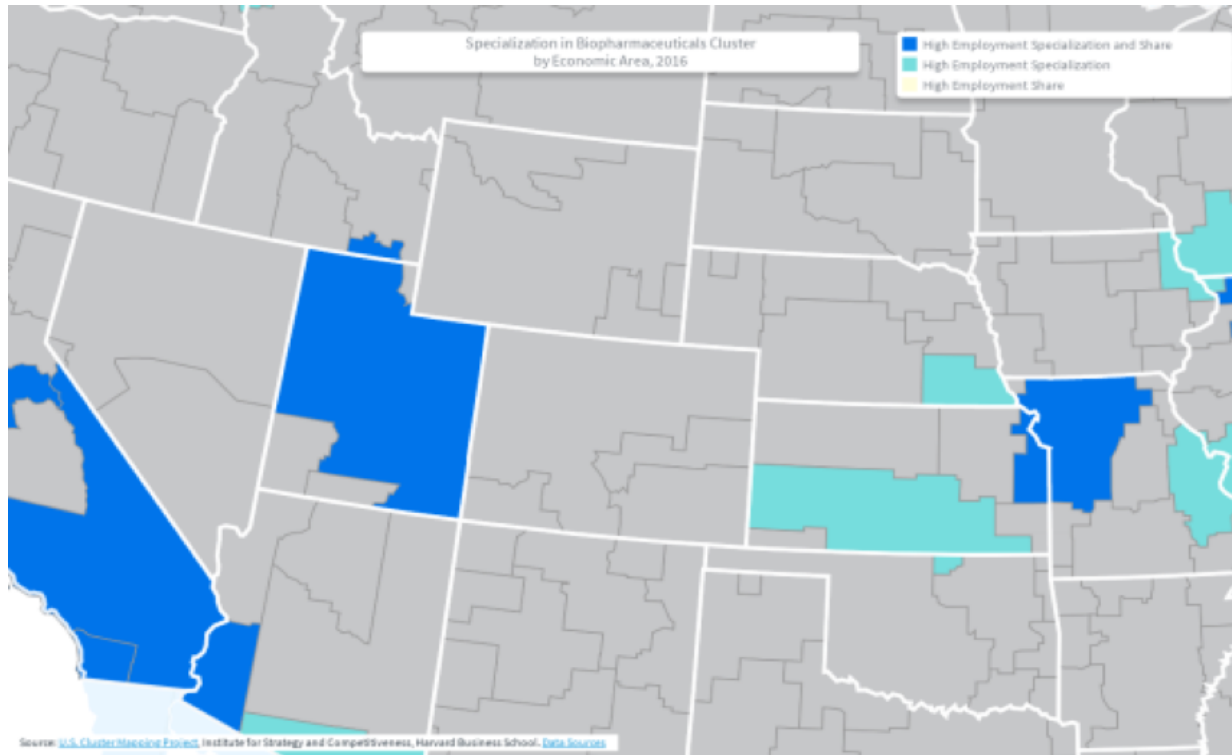 Specialization in Biopharmaceuticals Cluster
by Economic Area, 2016
High Employment Specialization and Share
High Employment Specialization
High Employment Share
Source: U.S. Cluster Mapping Project, Institute for Strategy and Competitiveness, Harvard Business School. Data Sources